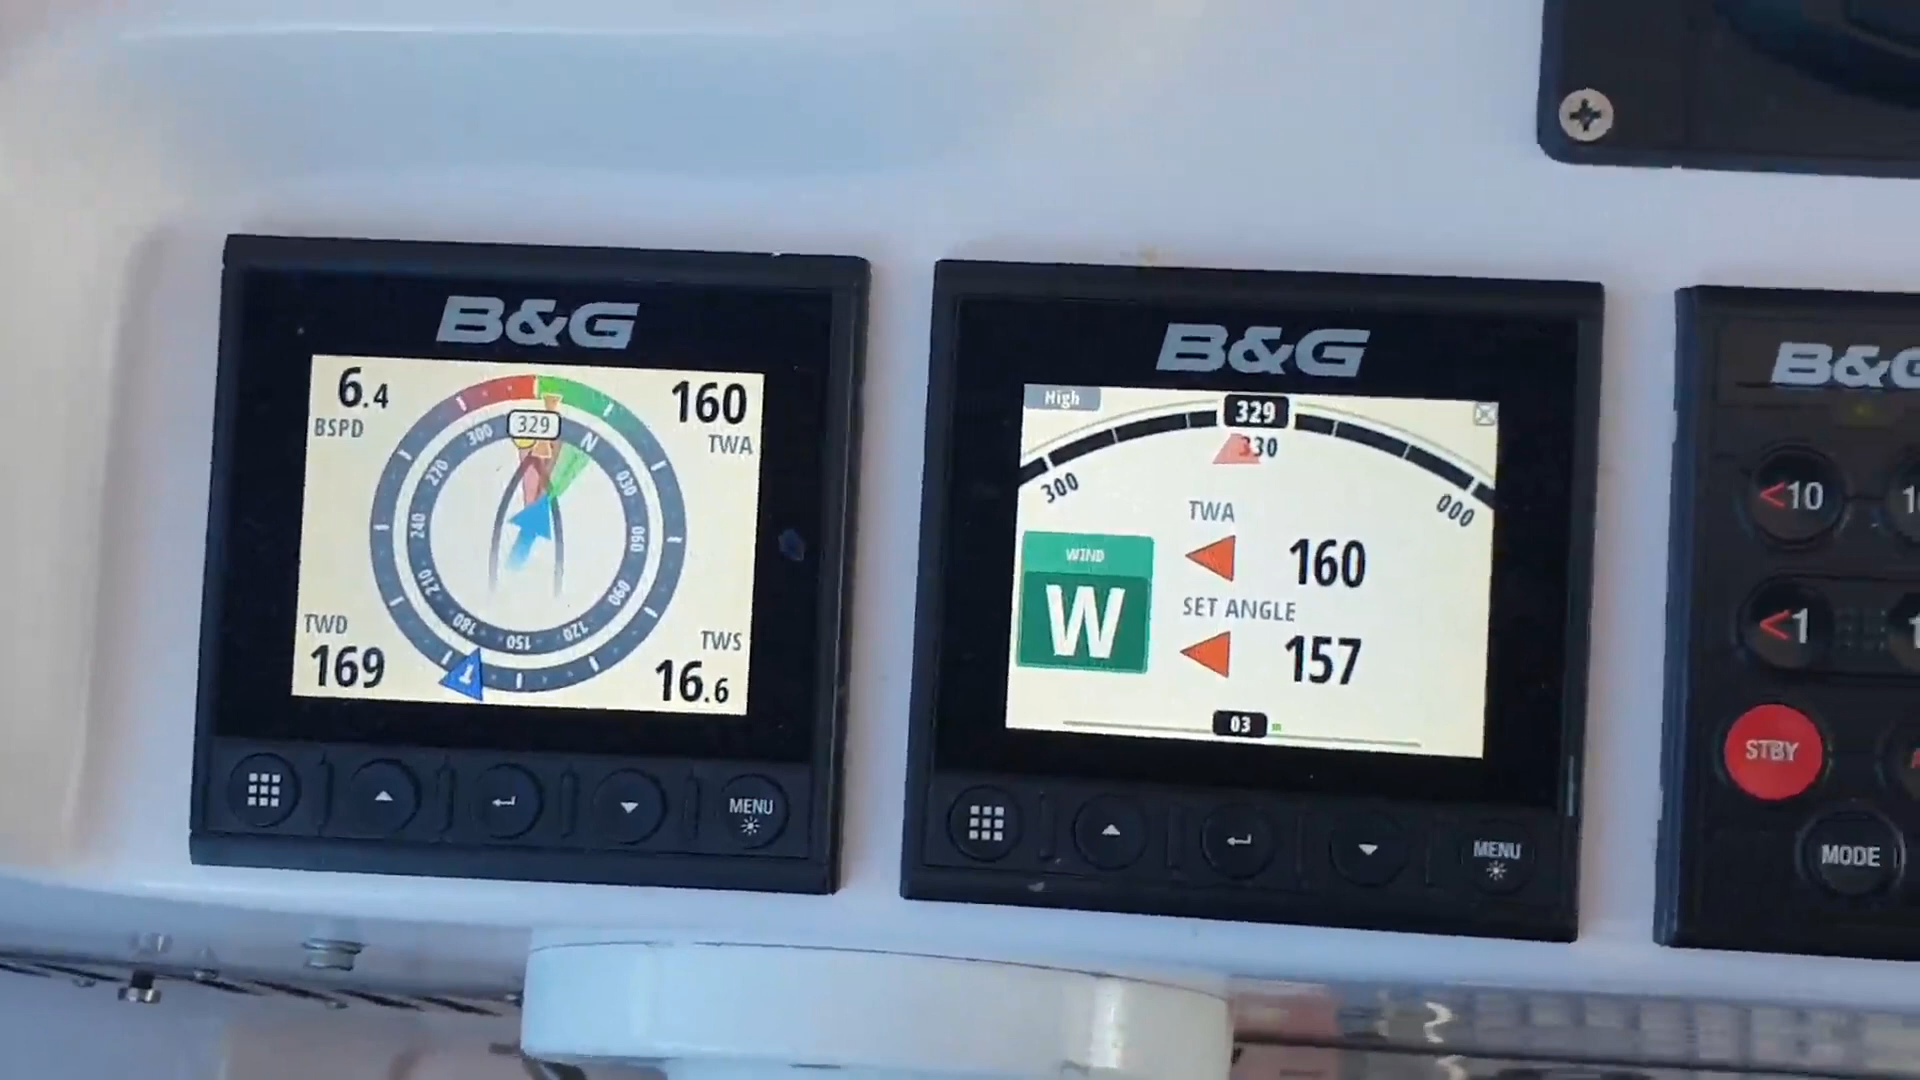 B&G
6.4
BSPD
160
TWA
329
300
N
270
030
240
060
210
090
180
150
120
T
TWD
169
TWS
16.6
MENU
B&G
High
329
330
300
000
TWA
160
WIND
W
SET ANGLE
157
03
MENU
B&G
<10
<1
STBY
MODE